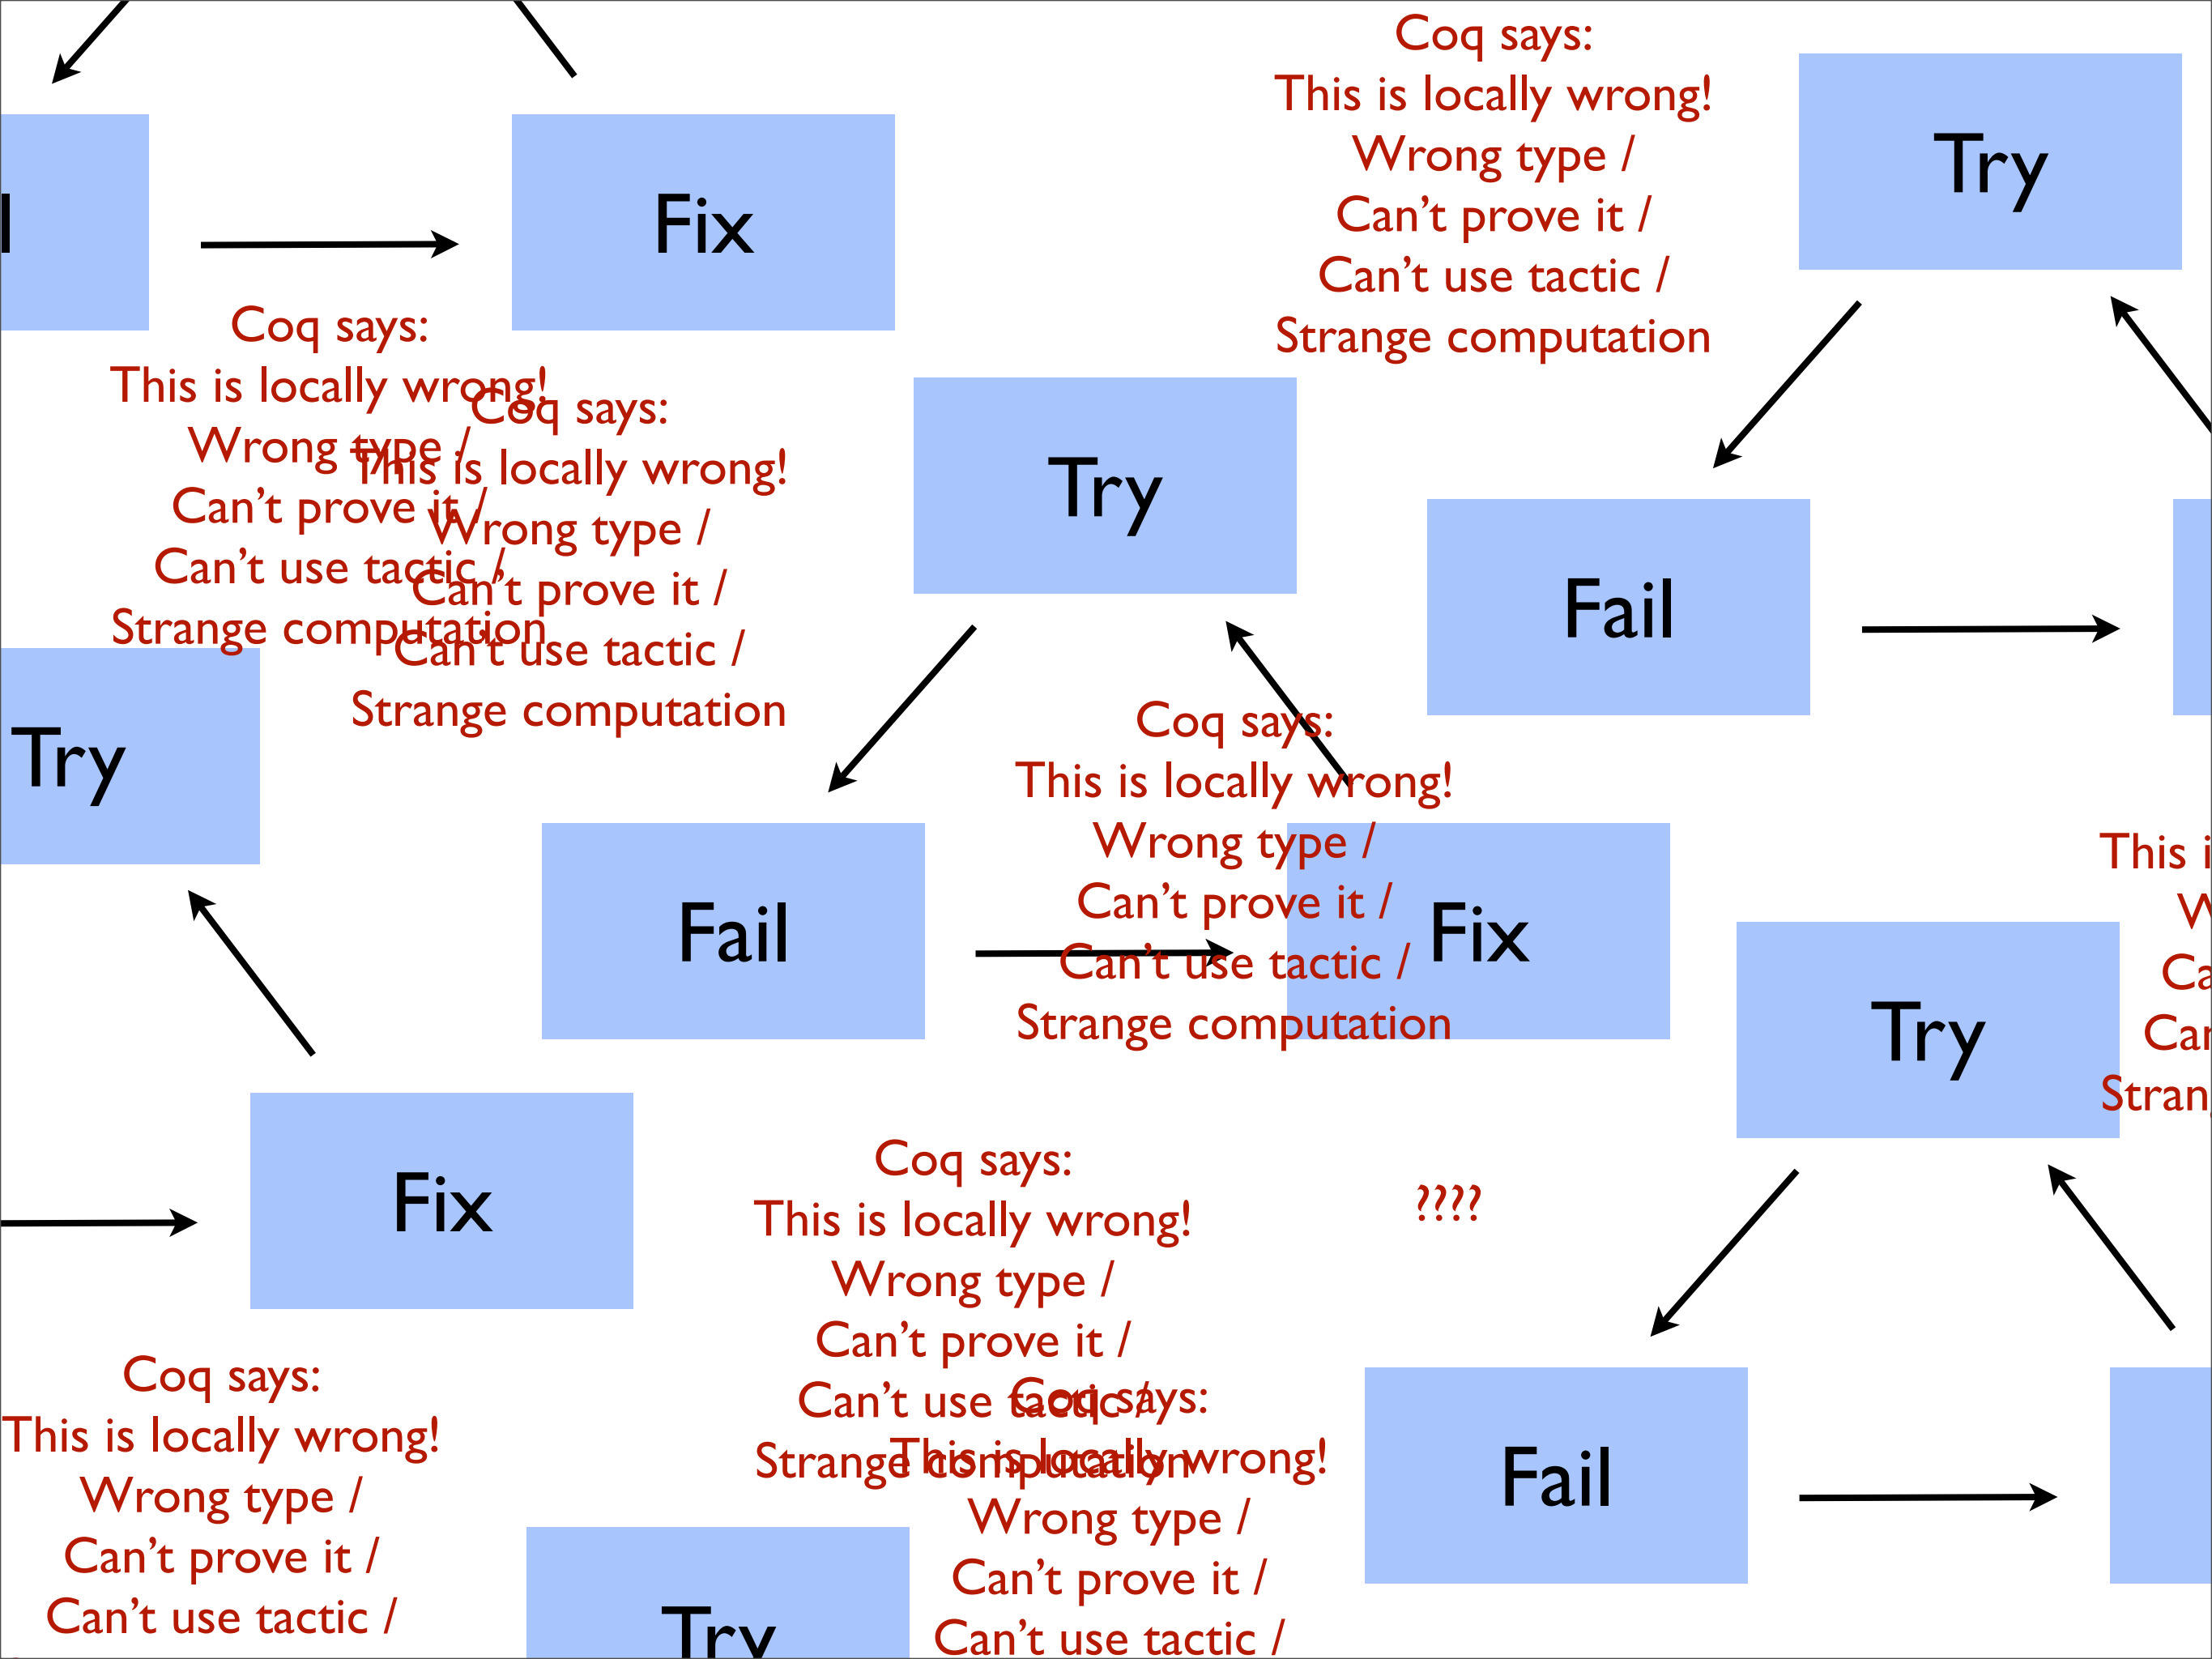 Coq says:
This is locally wrong!
Wrong type /
Can't prove it /
Can't use tactic /
Strange computation
Try
l
Fix
Coq says:
This is locally wrong!
Wrong type /
Can't prove it /
Can't use tactic /
Strange computation
Coq says:
This is locally wrong!
Wrong type /
Can't prove it /
Can't use tactic /
Strange computation
Try
Fail
Try
Coq says:
This is locally wrong!
Wrong type /
Can't prove it /
Can't use tactic /
Strange computation
Fail
Fix
Try
This i
Strang
Fix
Coq says:
This is locally wrong!
Wrong type /
Can't prove it /
Can't use tactic /
Strange computation
????
Coq says:
This is locally wrong!
Wrong type /
Can't prove it /
Can't use tactic /
Coq says:
This is locally wrong!
Wrong type /
Can't prove it /
Can't use tactic /
Fail
Try